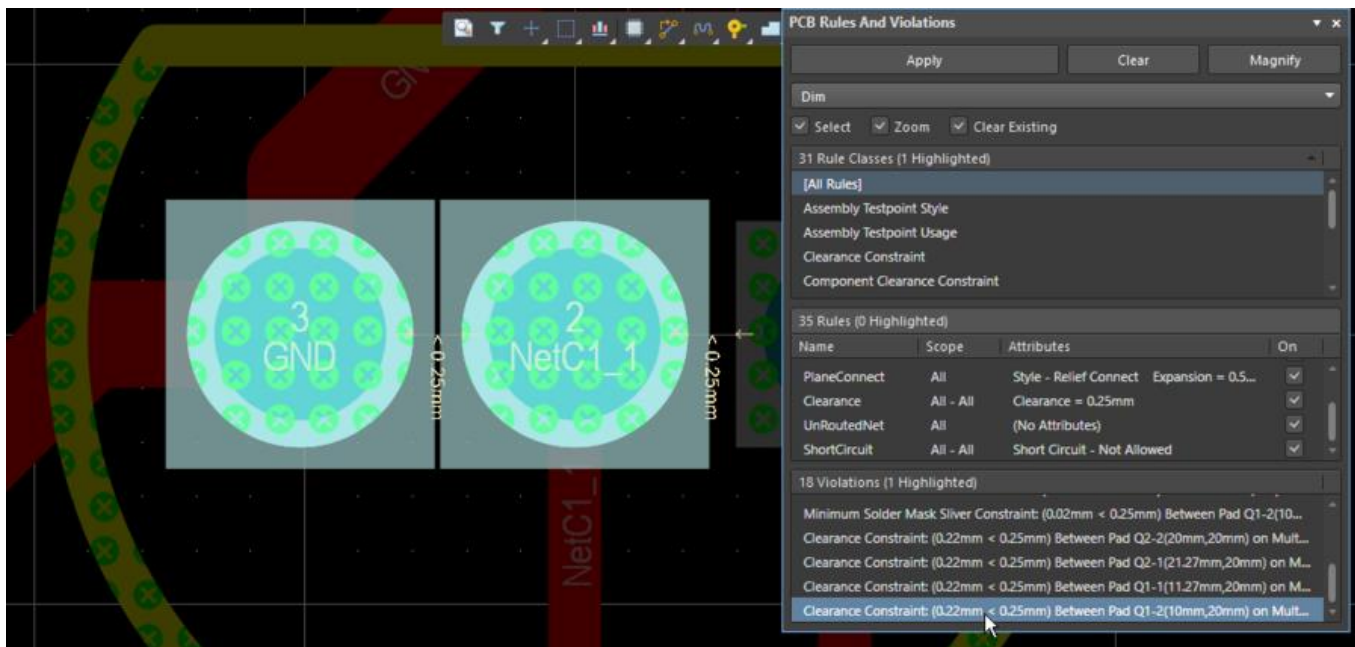 PCB Rules And Violations
Apply Clear Magnify
Dim
Select Zoom Clear Existing
31 Rule Classes (1 Highlighted)
[All Rules]
Assembly Testpoint Style
Assembly Testpoint Usage
Clearance Constraint
Component Clearance Constraint
35 Rules (0 Highlighted)
Name Scope Attributes On
PlaneConnect All Style - Relief Connect Expansion = 0.5...
Clearance All - All Clearance = 0.25mm
UnRoutedNet All (No Attributes)
ShortCircuit All - All Short Circuit - Not Allowed
18 Violations (1 Highlighted)
Minimum Solder Mask Sliver Constraint: (0.02mm < 0.25mm) Between Pad Q1-2(10...
Clearance Constraint: (0.22mm < 0.25mm) Between Pad Q2-2(20mm,20mm) on Mult...
Clearance Constraint: (0.22mm < 0.25mm) Between Pad Q2-1(21.27mm,20mm) on M...
Clearance Constraint: (0.22mm < 0.25mm) Between Pad Q1-1(11.27mm,20mm) on M...
Clearance Constraint: (0.22mm < 0.25mm) Between Pad Q1-2(10mm,20mm) on Mult...
3
GND
< 0.25mm
2
NetC1_1
< 0.25mm
NetC1_1